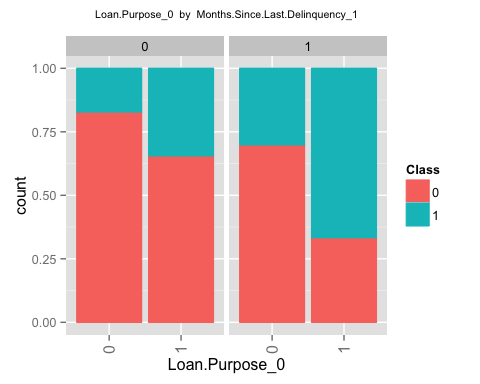 Loan.Purpose_0 by Months.Since.Last.Delinquency_1
0 1
1.00
0.75
0.50
0.25
0.00
count
0 1 0 1
Loan.Purpose_0
Class
0
1